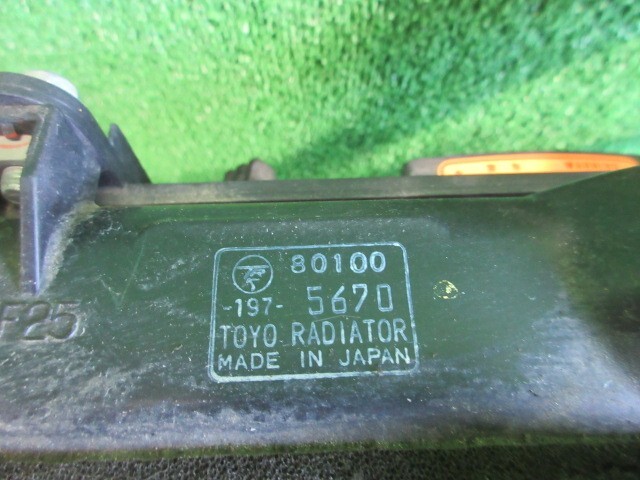 80100
-197- 5670
TOYO RADIATOR
MADE IN JAPAN
F25